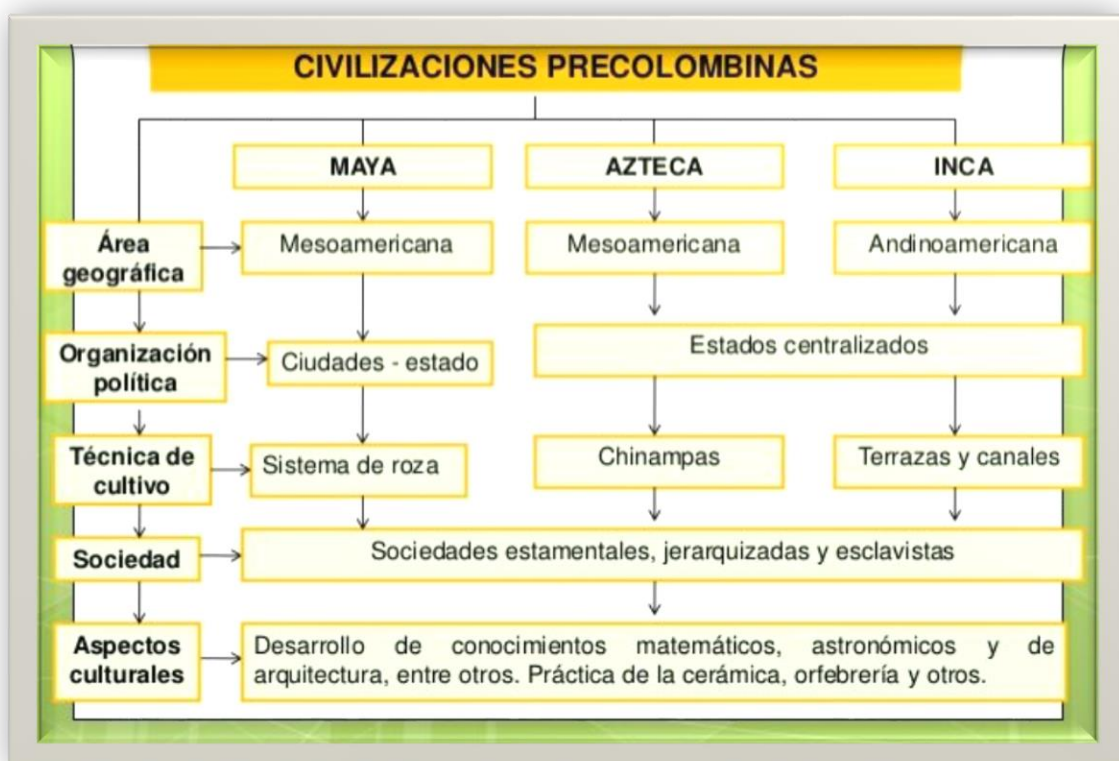 CIVILIZACIONES PRECOLOMBINAS
MAYA
AZTECA
INCA
Área
geográfica
Mesoamericana
Mesoamericana
Andinoamericana
Organización
política
Ciudades - estado
Estados centralizados
Técnica de
cultivo
Sistema de roza
Chinampas
Terrazas y canales
Sociedad
Sociedades estamentales, jerarquizadas y esclavistas
Aspectos
culturales
Desarrollo de conocimientos matemáticos, astronómicos y de
arquitectura, entre otros. Práctica de la cerámica, orfebrería y otros.